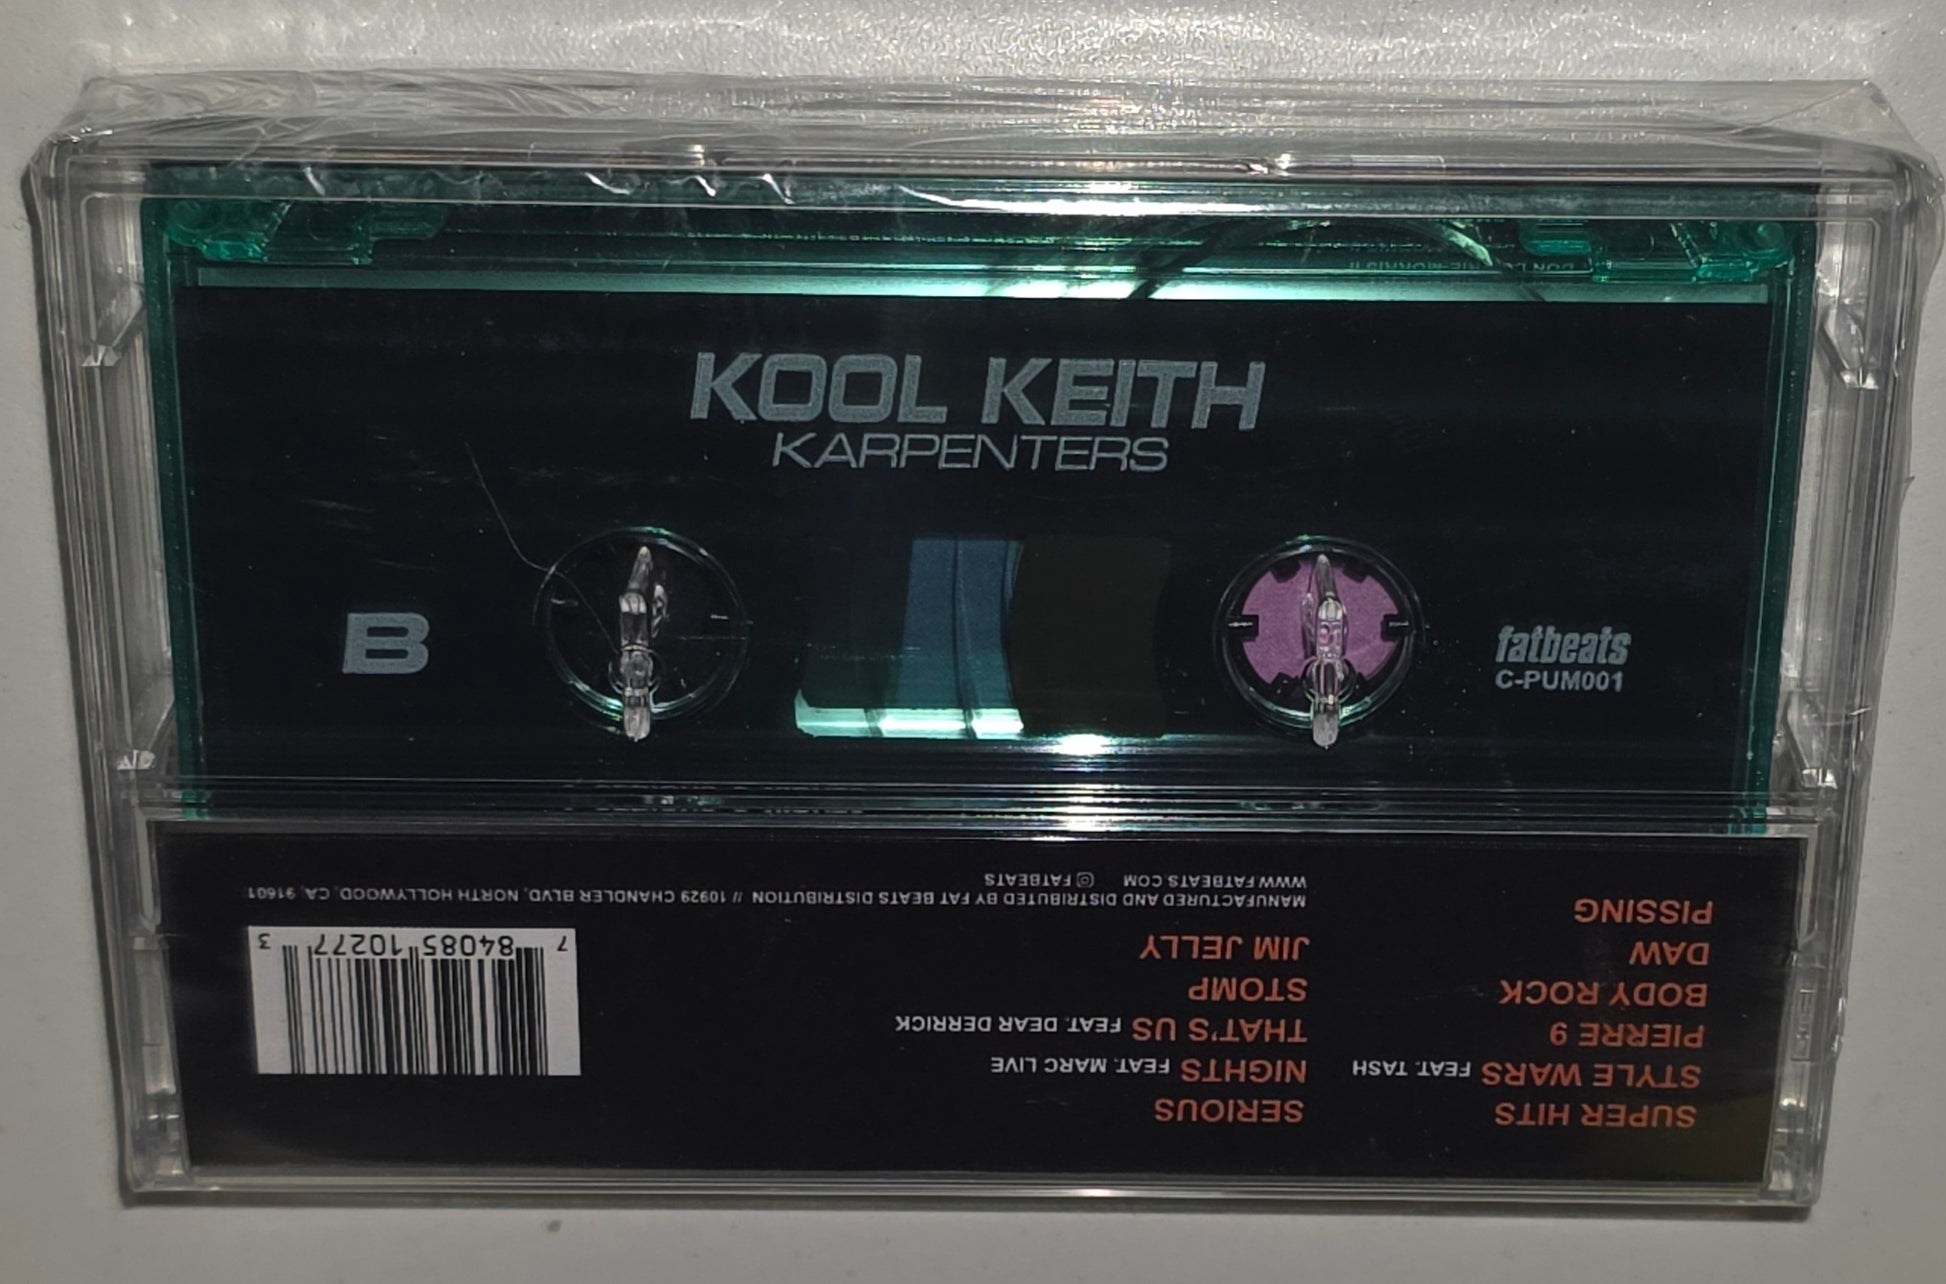 KOOL KEITH
KARPENTERS
B
fatbeats
C-PUM001
SUPER HITS
STYLE WARS FEAT. TASH
PIERRE 9
BODY ROCK
DAW
PISSING
SERIOUS
NIGHTS FEAT. MARC LIVE
THAT'S US FEAT. DEAR DERRICK
STOMP
JIM JELLY
MANUFACTURED AND DISTRIBUTED BY FAT BEATS DISTRIBUTION // 10929 CHANDLER BLVD, NORTH HOLLYWOOD, CA, 91601
WWW.FATBEATS.COM FATBEATS
7 84085 10277 3